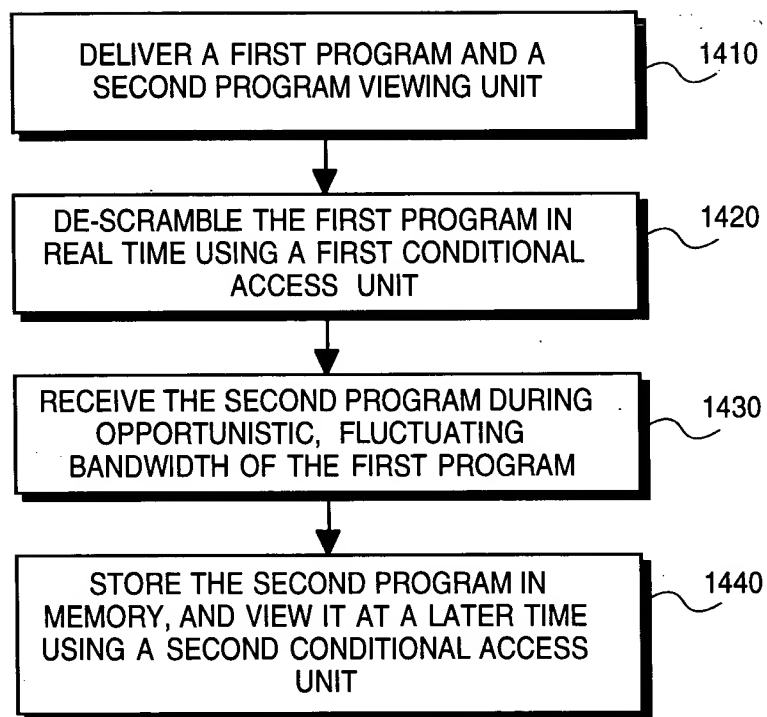 DELIVER A FIRST PROGRAM AND A
SECOND PROGRAM VIEWING UNIT
1410
DE-SCRAMBLE THE FIRST PROGRAM IN
REAL TIME USING A FIRST CONDITIONAL
ACCESS UNIT
1420
RECEIVE THE SECOND PROGRAM DURING
OPPORTUNISTIC, FLUCTUATING
BANDWIDTH OF THE FIRST PROGRAM
1430
STORE THE SECOND PROGRAM IN
MEMORY, AND VIEW IT AT A LATER TIME
USING A SECOND CONDITIONAL ACCESS
UNIT
1440